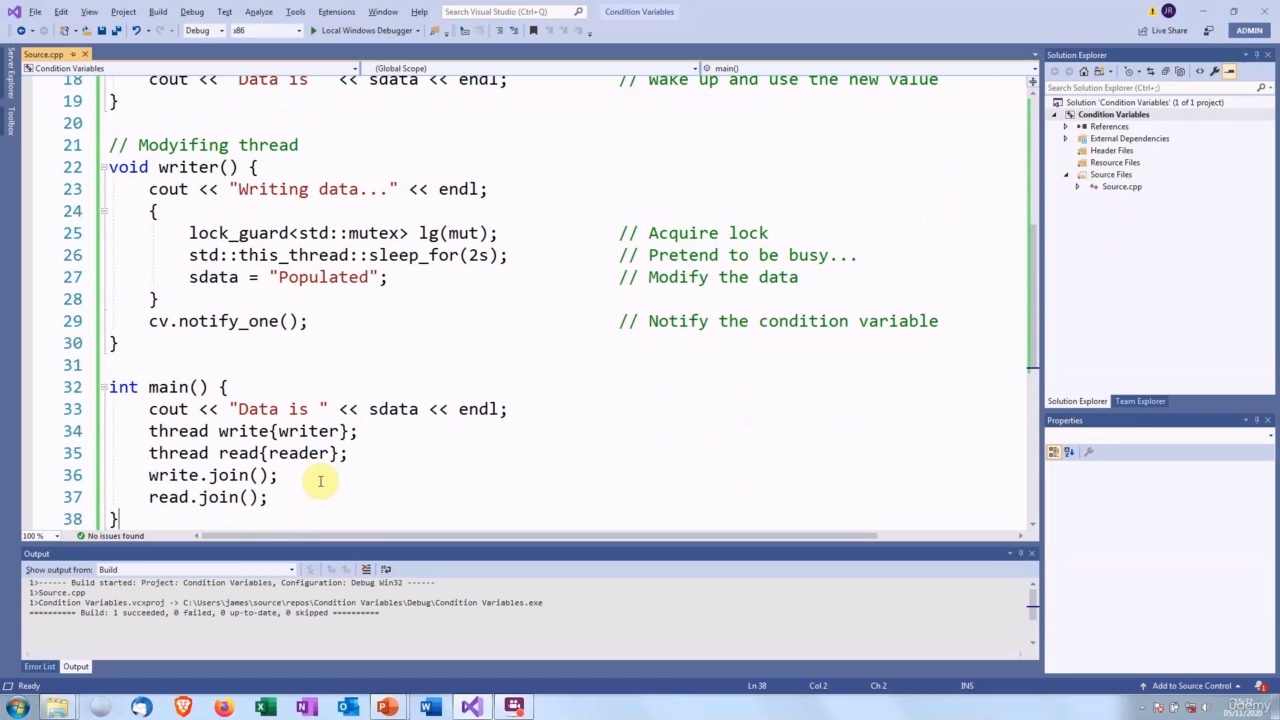 File Edit View Project Build Debug Test Analyze Tools Extensions Window Help Search Visual Studio (Ctrl+Q) Condition Variables JR
Debug x86 Local Windows Debugger Live Share ADMIN
Server Explorer
Toolbox
Source.cpp
Condition Variables (Global Scope) main()
18 cout << "Data is " << sdata << endl; // Wake up and use the new value
19 }
20
21 // Modyifing thread
22 void writer() {
23 cout << "Writing data..." << endl;
24 {
25 lock_guard<std::mutex> lg(mut); // Acquire lock
26 std::this_thread::sleep_for(2s); // Pretend to be busy...
27 sdata = "Populated"; // Modify the data
28 }
29 cv.notify_one(); // Notify the condition variable
30 }
31
32 int main() {
33 cout << "Data is " << sdata << endl;
34 thread write{writer};
35 thread read{reader};
36 write.join();
37 read.join();
38 }
100 % No issues found
Output
Show output from: Build
1>------ Build started: Project: Condition Variables, Configuration: Debug Win32 ------
1>Source.cpp
1>Condition Variables.vcxproj -> C:\Users\james\source\repos\Condition Variables\Debug\Condition Variables.exe
========== Build: 1 succeeded, 0 failed, 0 up-to-date, 0 skipped ==========
Error List Output
Solution Explorer
Search Solution Explorer (Ctrl+;)
Solution 'Condition Variables' (1 of 1 project)
Condition Variables
References
External Dependencies
Header Files
Resource Files
Source Files
Source.cpp
Solution Explorer Team Explorer
Properties
Ready Ln 38 Col 2 Ch 2 INS Add to Source Control 1
udemy
05/11/2020